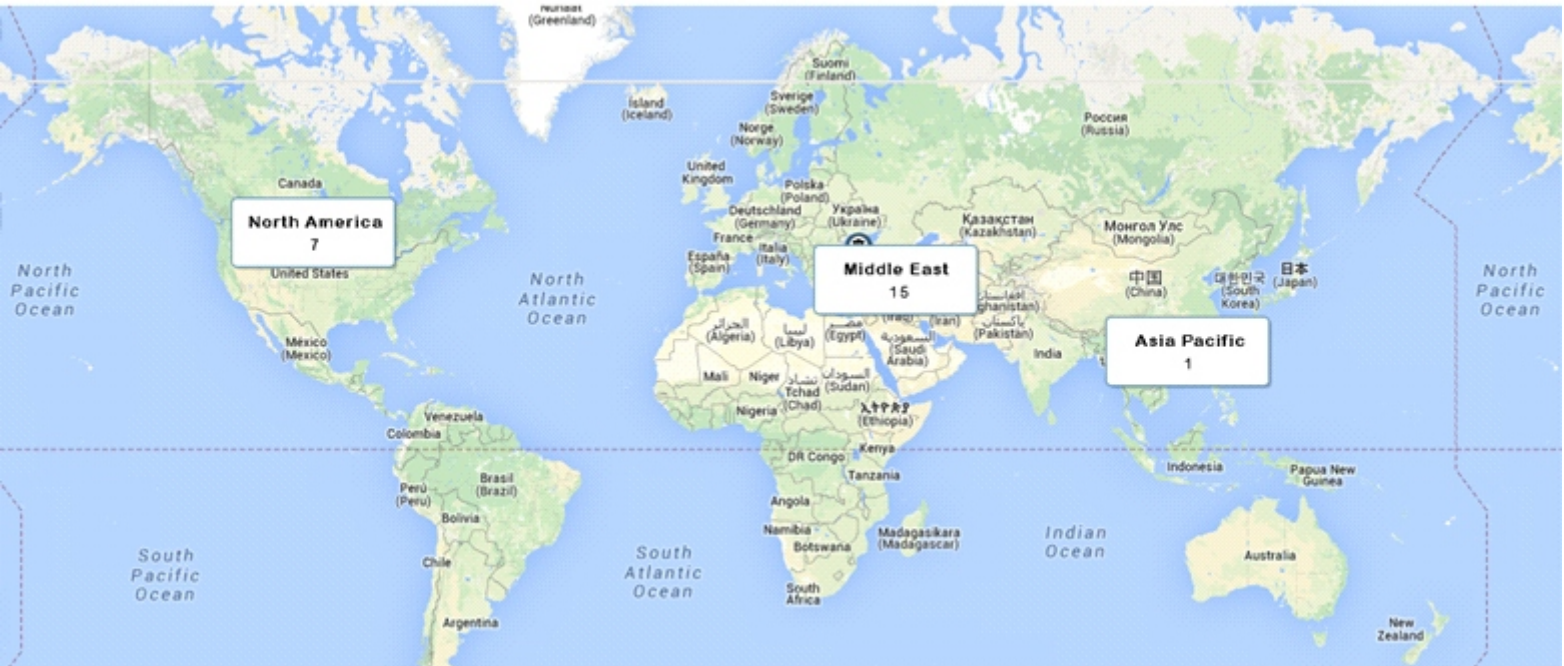 (Greenland)
Suomi
(Finland)
Ísland
(Iceland)
Sverige
(Sweden)
Norge
(Norway)
Россия
(Russia)
United
Kingdom
Canada
Polska
(Poland)
Deutschland
(Germany)
Україна
(Ukraine)
France
Italia
(Italy)
España
(Spain)
Қазақстан
(Kazakhstan)
Монгол Улс
(Mongolia)
North America
7
United States
Middle East
15
中国
(China)
대한민국
(South
Korea)
日本
(Japan)
North
Pacific
Ocean
North
Atlantic
Ocean
North
Pacific
Ocean
México
(Mexico)
الجزائر
(Algeria)
ليبيا
(Libya)
مصر
(Egypt)
(Iraq)
(Iran)
السعودية
(Saudi
Arabia)
افغانستان
ghanistan)
پاکستان
(Pakistan)
India
Asia Pacific
1
Mali
Niger
تشاد
Tchad
(Chad)
السودان
(Sudan)
Nigeria
ኢትዮጵያ
(Ethiopia)
Venezuela
Colombia
DR Congo
Kenya
Tanzania
Indonesia
Papua New
Guinea
Perú
(Peru)
Brasil
(Brazil)
Bolivia
Angola
Namibia
Botswana
Madagasikara
(Madagascar)
South
Pacific
Ocean
Chile
South
Atlantic
Ocean
South
Africa
Indian
Ocean
Australia
Argentina
New
Zealand